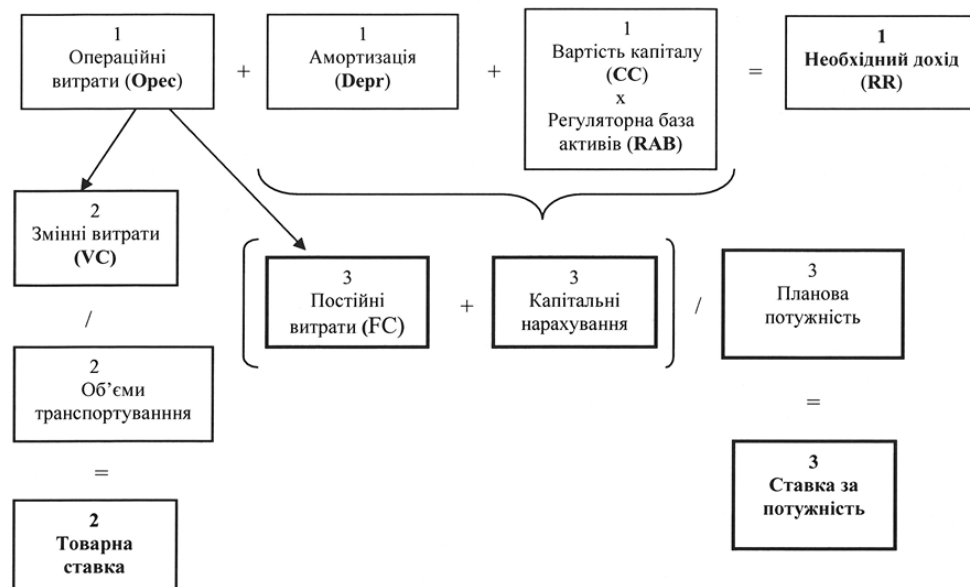 1
Операційні
витрати (Opec)
+
1
Амортизація
(Depr)
+
1
Вартість капіталу
(CC)
x
Регуляторна база
активів (RAB)
=
1
Необхідний дохід
(RR)
2
Змінні витрати
(VC)
/
2
Об’єми
транспортуванння
=
2
Товарна
ставка
3
Постійні
витрати (FC)
+
3
Капітальні
нарахування
/
3
Планова
потужність
=
3
Ставка за
потужність